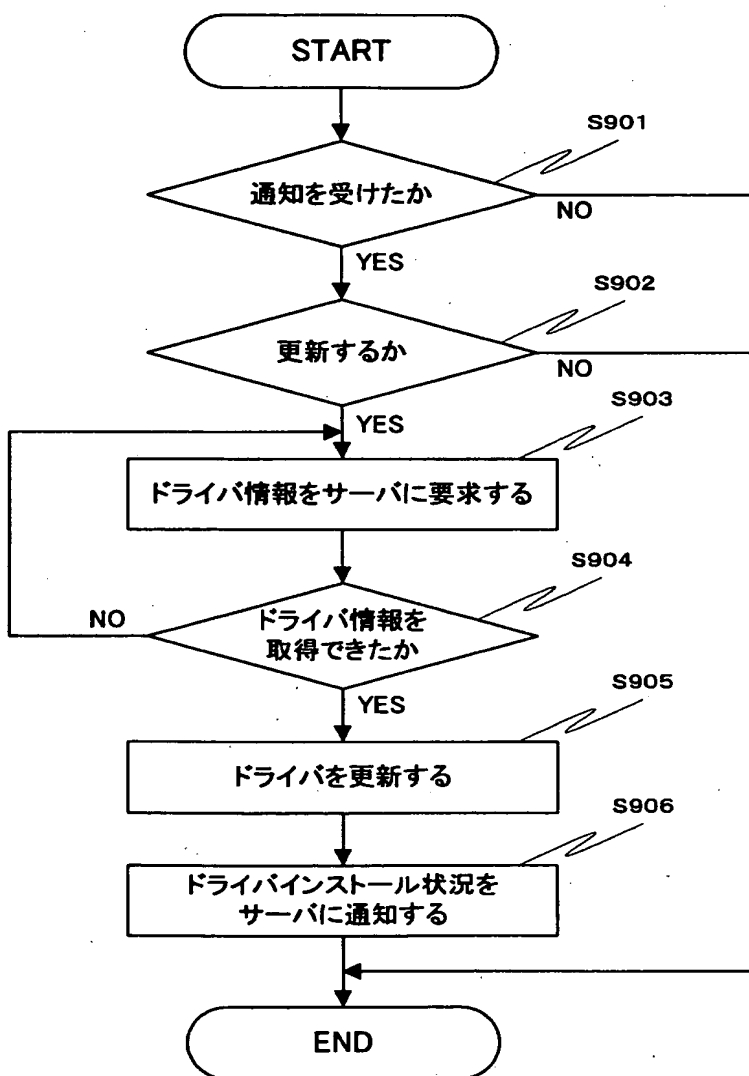 START
S901
通知を受けたか
NO
YES
S902
更新するか
NO
YES
S903
ドライバ情報をサーバに要求する
S904
ドライバ情報を
取得できたか
NO
YES
S905
ドライバを更新する
S906
ドライバインストール状況を
サーバに通知する
END